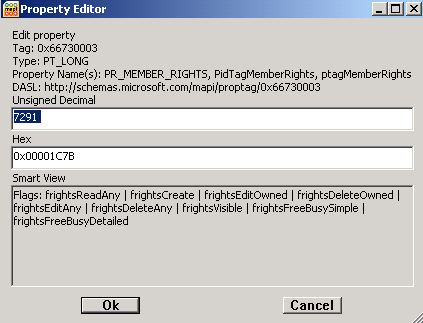 mapi
Property Editor
Edit property
Tag: 0x66730003
Type: PT_LONG
Property Name(s): PR_MEMBER_RIGHTS, PidTagMemberRights, ptagMemberRights
DASL: http://schemas.microsoft.com/mapi/proptag/0x66730003
Unsigned Decimal
7291
Hex
0x00001C7B
Smart View
Flags: frightsReadAny | frightsCreate | frightsEditOwned | frightsDeleteOwned |
frightsEditAny | frightsDeleteAny | frightsVisible | frightsFreeBusySimple |
frightsFreeBusyDetailed
Ok
Cancel